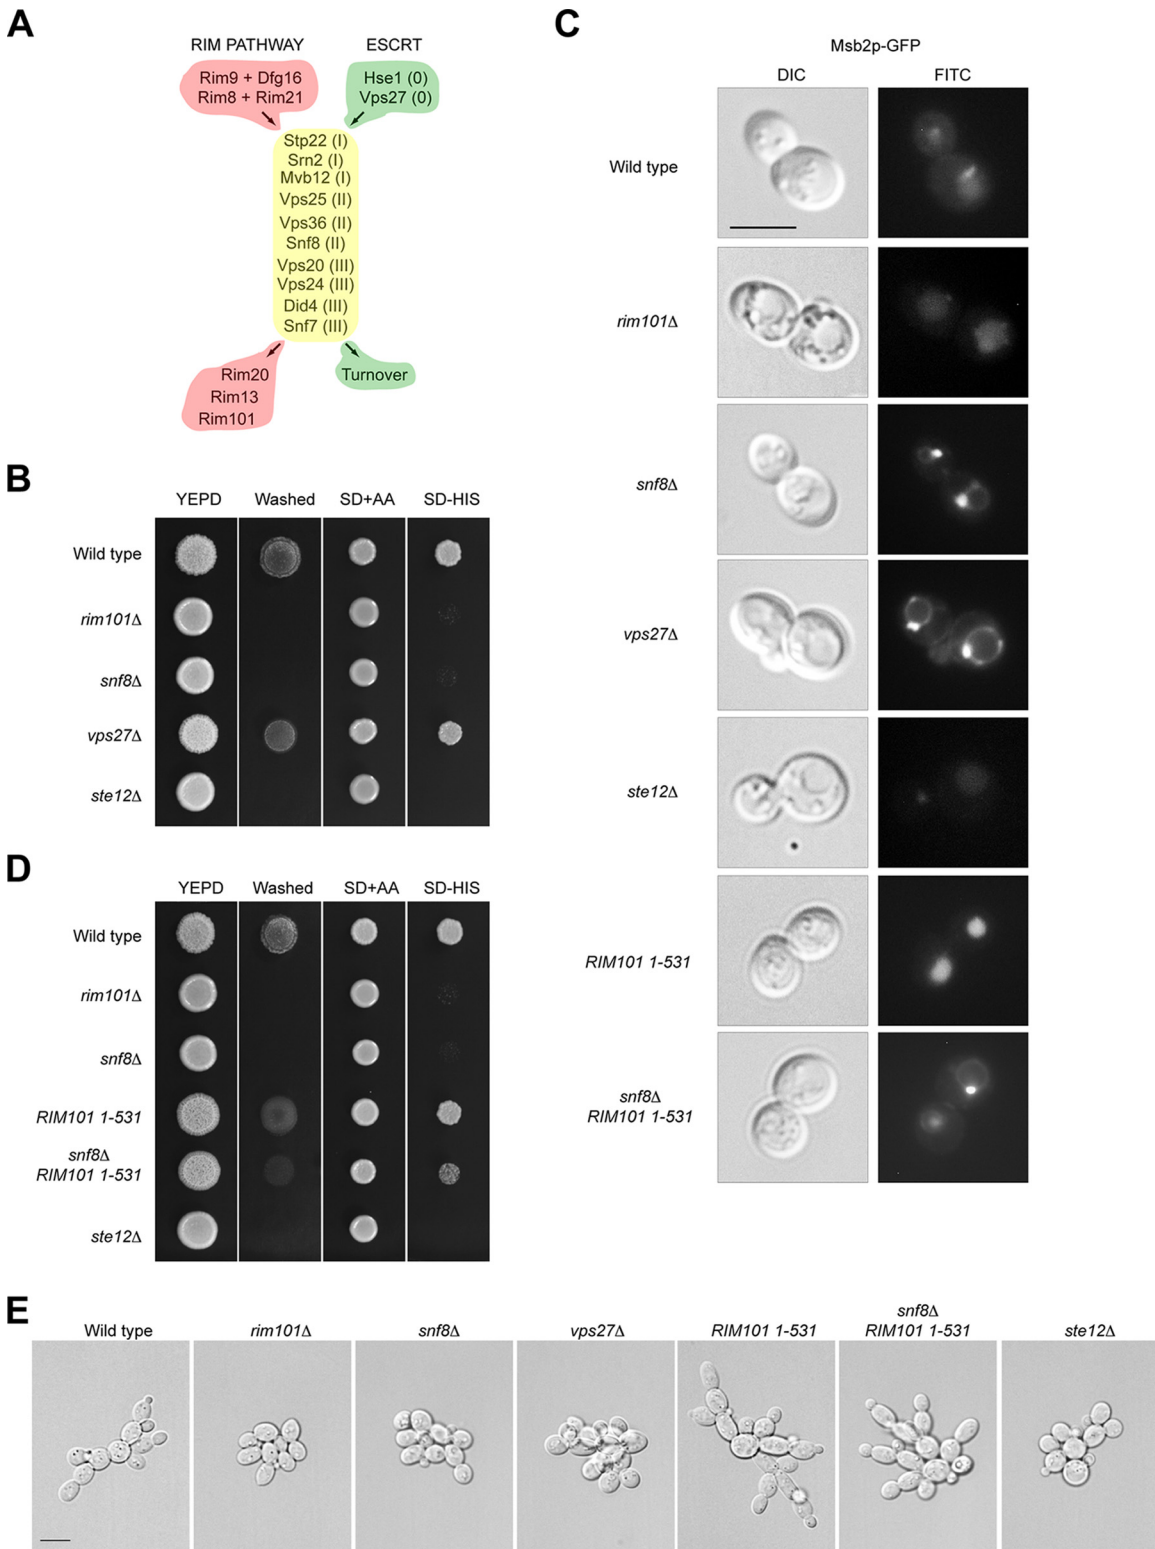 A
RIM PATHWAY
ESCRT
Rim9 + Dfg16
Rim8 + Rim21
Hse1 (0)
Vps27 (0)
Stp22 (I)
Srn2 (I)
Mvb12 (I)
Vps25 (II)
Vps36 (II)
Snf8 (II)
Vps20 (III)
Vps24 (III)
Did4 (III)
Snf7 (III)
Rim20
Rim13
Rim101
Turnover
B
YEPD Washed SD+AA SD-HIS
Wild type
rim101Δ
snf8Δ
vps27Δ
ste12Δ
C
Msb2p-GFP
DIC FITC
Wild type
rim101Δ
snf8Δ
vps27Δ
ste12Δ
RIM101 1-531
snf8Δ
RIM101 1-531
D
YEPD Washed SD+AA SD-HIS
Wild type
rim101Δ
snf8Δ
RIM101 1-531
snf8Δ
RIM101 1-531
ste12Δ
E
Wild type
rim101Δ
snf8Δ
vps27Δ
RIM101 1-531
snf8Δ
RIM101 1-531
ste12Δ